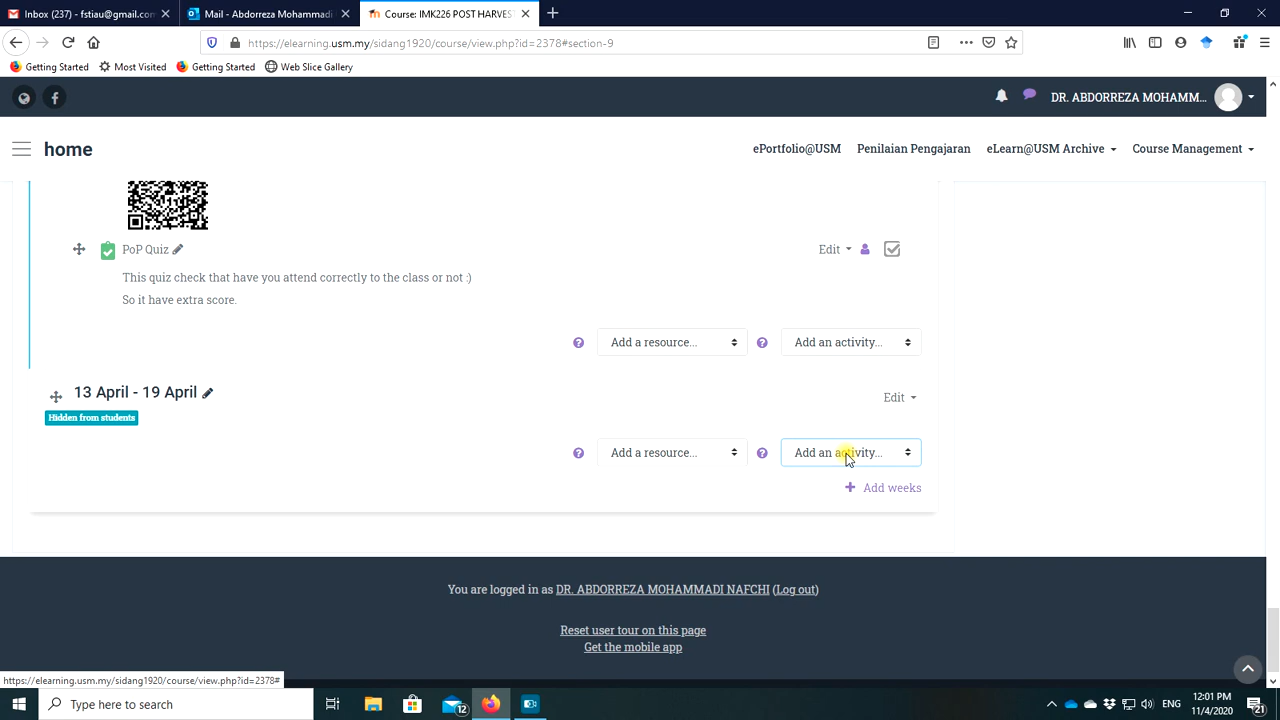 Inbox (237) - fstiau@gmail.com
Mail - Abdorreza Mohammadi
Course: IMK226 POST HARVEST
https://elearning.usm.my/sidang1920/course/view.php?id=2378#section-9
Getting Started
Most Visited
Getting Started
Web Slice Gallery
DR. ABDORREZA MOHAMM...
home
ePortfolio@USM
Penilaian Pengajaran
eLearn@USM Archive
Course Management
PoP Quiz
Edit
This quiz check that have you attend correctly to the class or not :)
So it have extra score.
Add a resource...
Add an activity...
13 April - 19 April
Edit
Hidden from students
Add a resource...
Add an activity...
Add weeks
You are logged in as DR. ABDORREZA MOHAMMADI NAFCHI (Log out)
Reset user tour on this page
Get the mobile app
https://elearning.usm.my/sidang1920/course/view.php?id=2378#
Type here to search
12
ENG
12:01 PM
11/4/2020
21